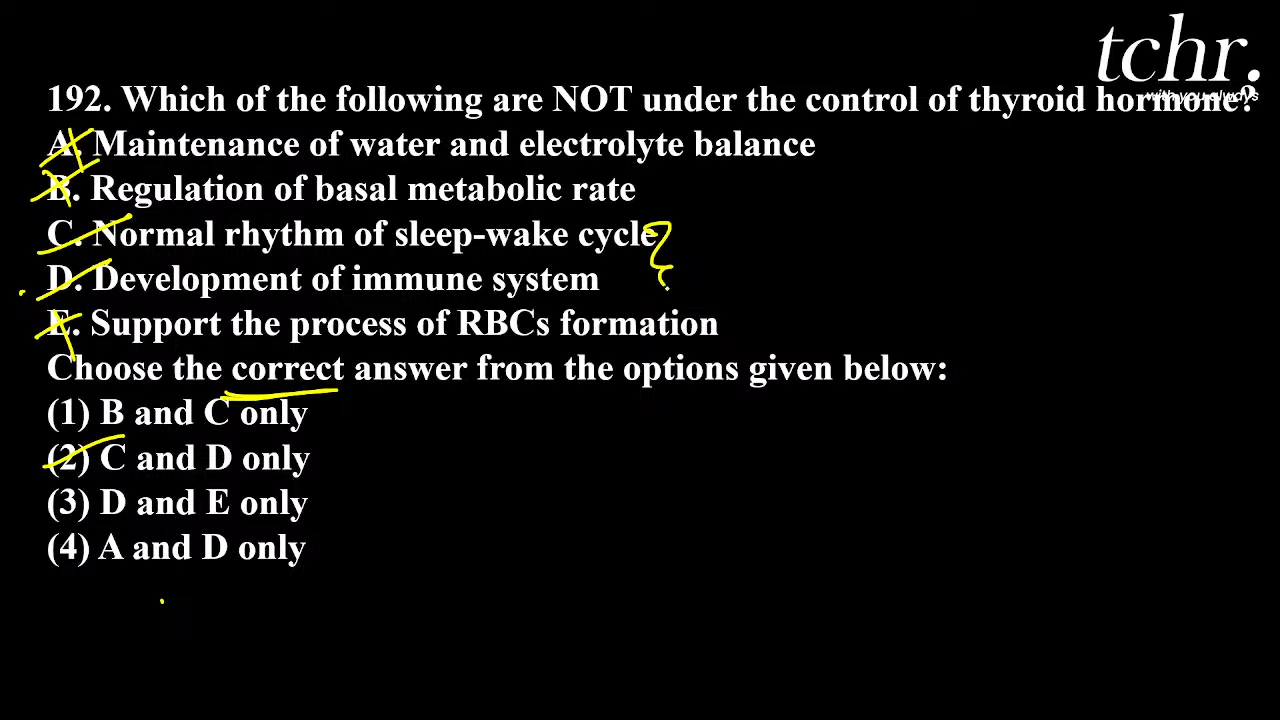 tchr.
with you always
192. Which of the following are NOT under the control of thyroid hormone?
A. Maintenance of water and electrolyte balance
B. Regulation of basal metabolic rate
C. Normal rhythm of sleep-wake cycle
D. Development of immune system
E. Support the process of RBCs formation
Choose the correct answer from the options given below:
(1) B and C only
(2) C and D only
(3) D and E only
(4) A and D only